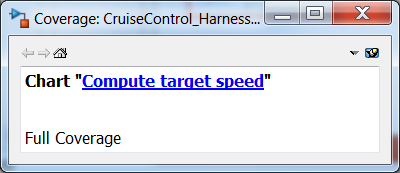 Coverage: CruiseControl_Harness...
Chart "Compute target speed"
Full Coverage